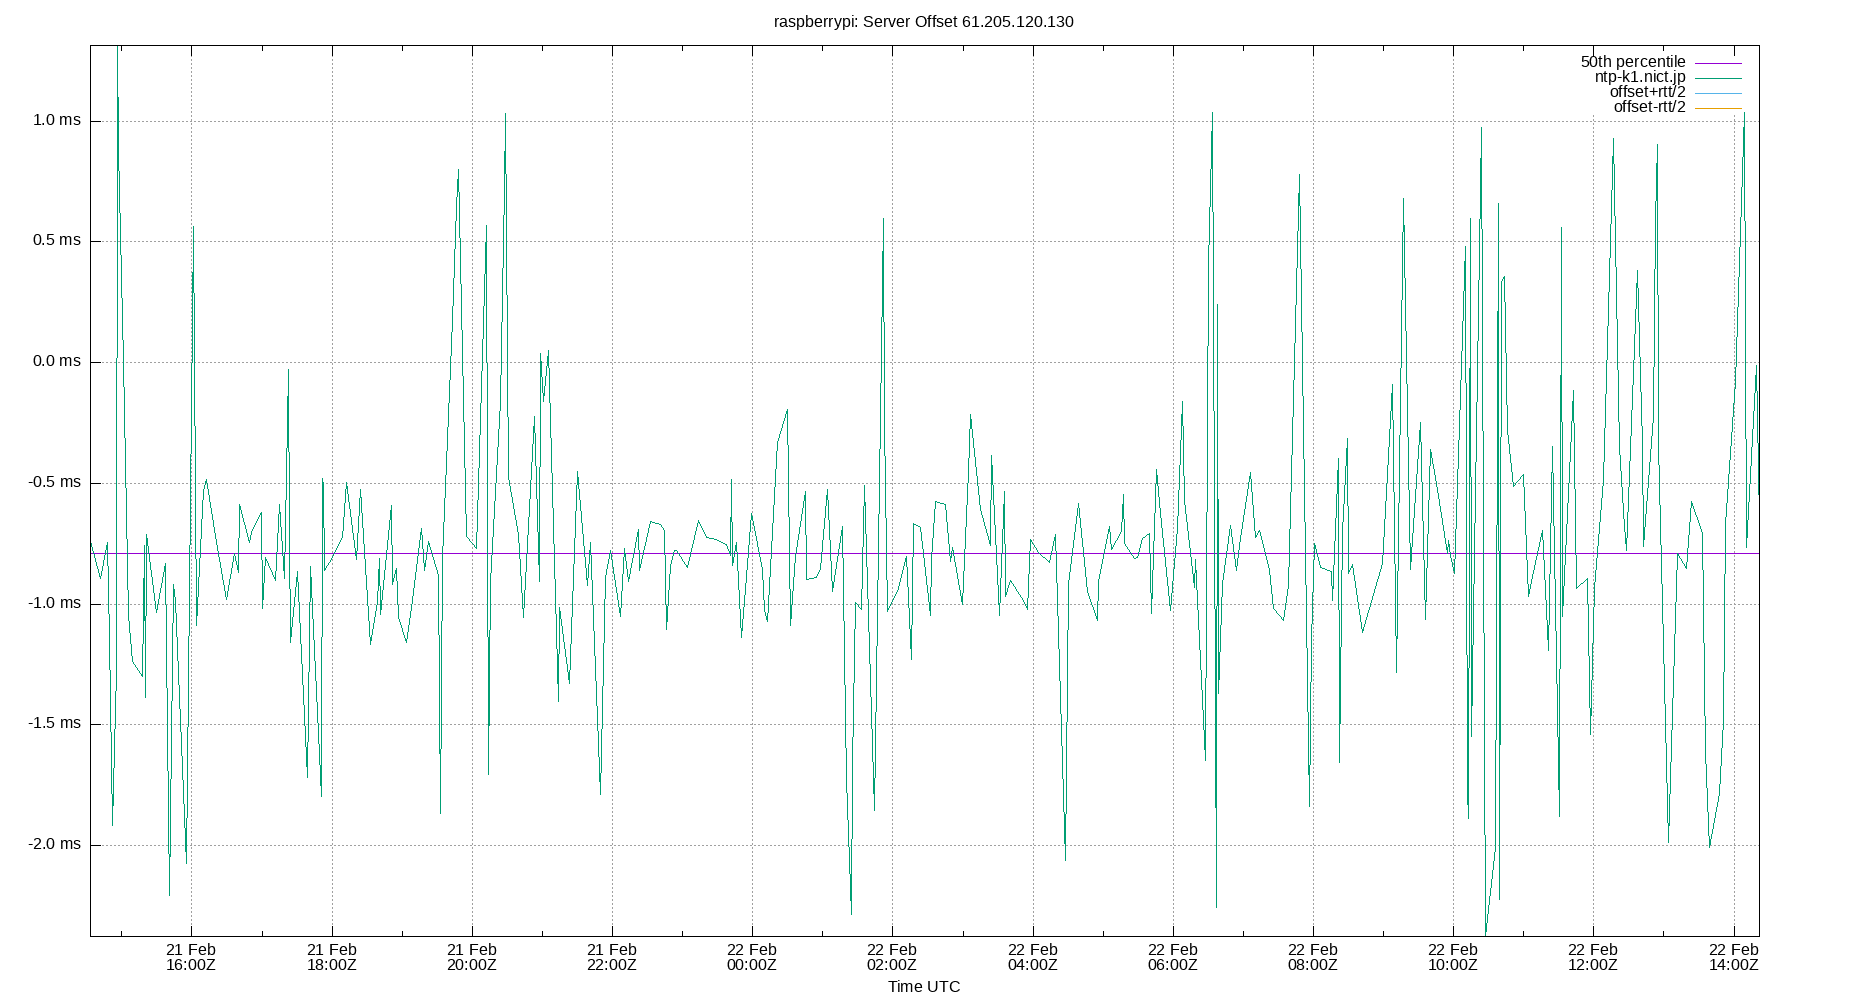 raspberrypi: Server Offset 61.205.120.130
50th percentile
ntp-k1.nict.jp
offset+rtt/2
offset-rtt/2
1.0 ms
0.5 ms
0.0 ms
-0.5 ms
-1.0 ms
-1.5 ms
-2.0 ms
21 Feb 21 Feb 21 Feb 21 Feb 22 Feb 22 Feb 22 Feb 22 Feb 22 Feb 22 Feb 22 Feb 22 Feb
16:00Z 18:00Z 20:00Z 22:00Z 00:00Z 02:00Z 04:00Z 06:00Z 08:00Z 10:00Z 12:00Z 14:00Z
Time UTC